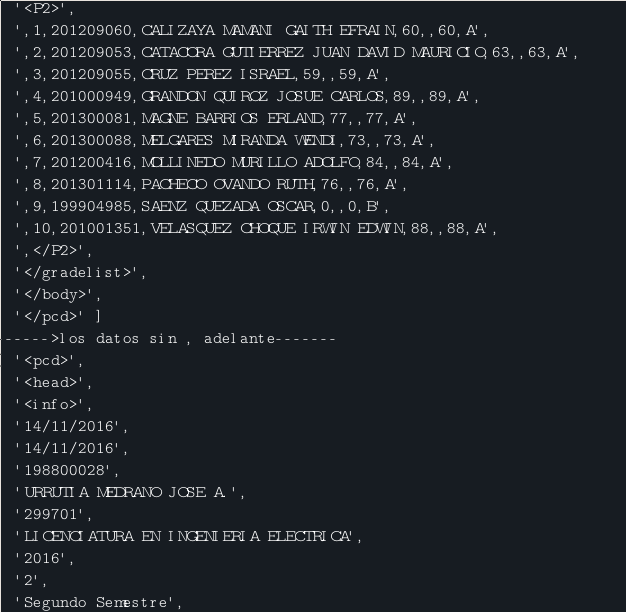 '<P2>',
',1,201209060,CALIZAYA MAMANI GAITH EFRAIN,60,,60,A',
',2,201209053,CATACORA GUTIERREZ JUAN DAVID MAURICIO,63,,63,A',
',3,201209055,CRUZ PEREZ ISRAEL,59,,59,A',
',4,201000949,GRANDON QUIROZ JOSUE CARLOS,89,,89,A',
',5,201300081,MAGNE BARRIOS ERLAND,77,,77,A',
',6,201300088,MELGARES MIRANDA WENDI,73,,73,A',
',7,201200416,MOLLINEDO MURILLO ADOLFO,84,,84,A',
',8,201301114,PACHECO OVANDO RUTH,76,,76,A',
',9,199904985,SAENZ QUEZADA OSCAR,0,,0,B',
',10,201001351,VELASQUEZ CHOQUE IRWIN EDWIN,88,,88,A',
',</P2>',
'</gradelist>',
'</body>',
'</pcd>' ]
----->los datos sin , adelante-------
'<pcd>',
'<head>',
'<info>',
'14/11/2016',
'14/11/2016',
'198800028',
'URRUTIA MEDRANO JOSE A.',
'299701',
'LICENCIATURA EN INGENIERIA ELECTRICA',
'2016',
'2',
'Segundo Semestre',